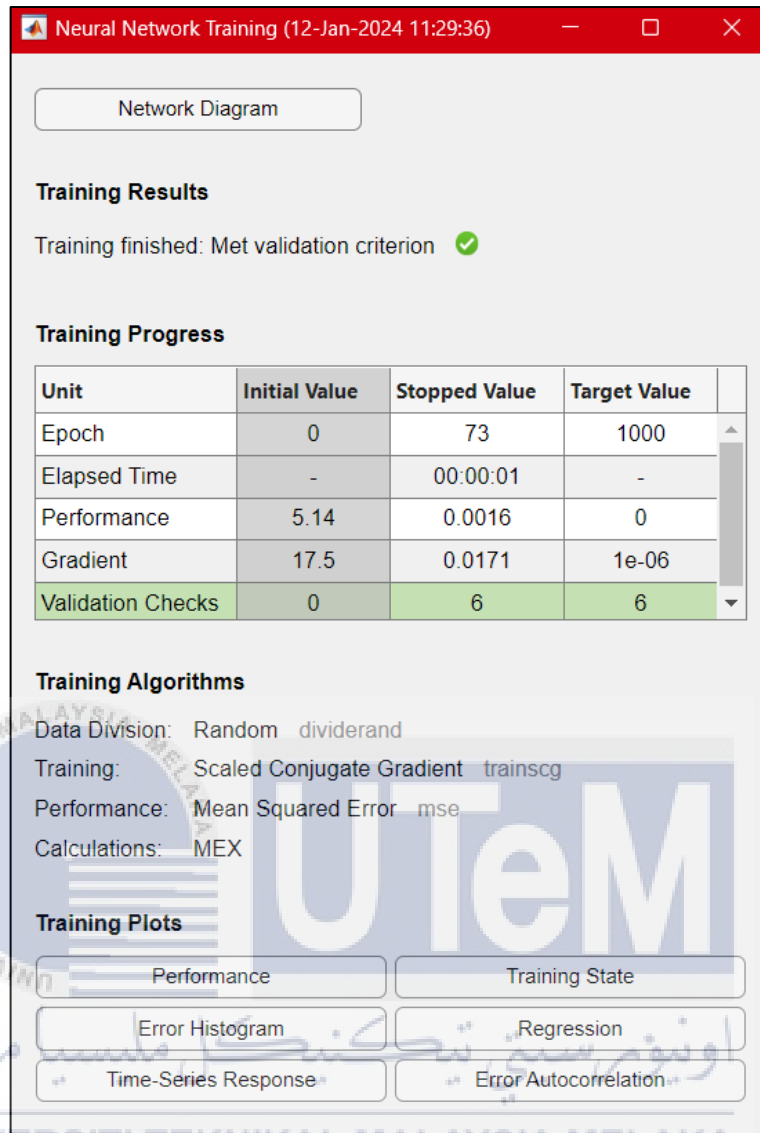 Neural Network Training (12-Jan-2024 11:29:36)
Network Diagram
Training Results
Training finished: Met validation criterion
Training Progress
Unit Initial Value Stopped Value Target Value
Epoch 0 73 1000
Elapsed Time - 00:00:01 -
Performance 5.14 0.0016 0
Gradient 17.5 0.0171 1e-06
Validation Checks 0 6 6
Training Algorithms
Data Division: Random dividerand
Training: Scaled Conjugate Gradient trainscg
Performance: Mean Squared Error mse
Calculations: MEX
Training Plots
Performance Training State
Error Histogram Regression
Time-Series Response Error Autocorrelation
MALAYSIA
UTeM
اونيۏرسيتي تيكنيكل مليسيا